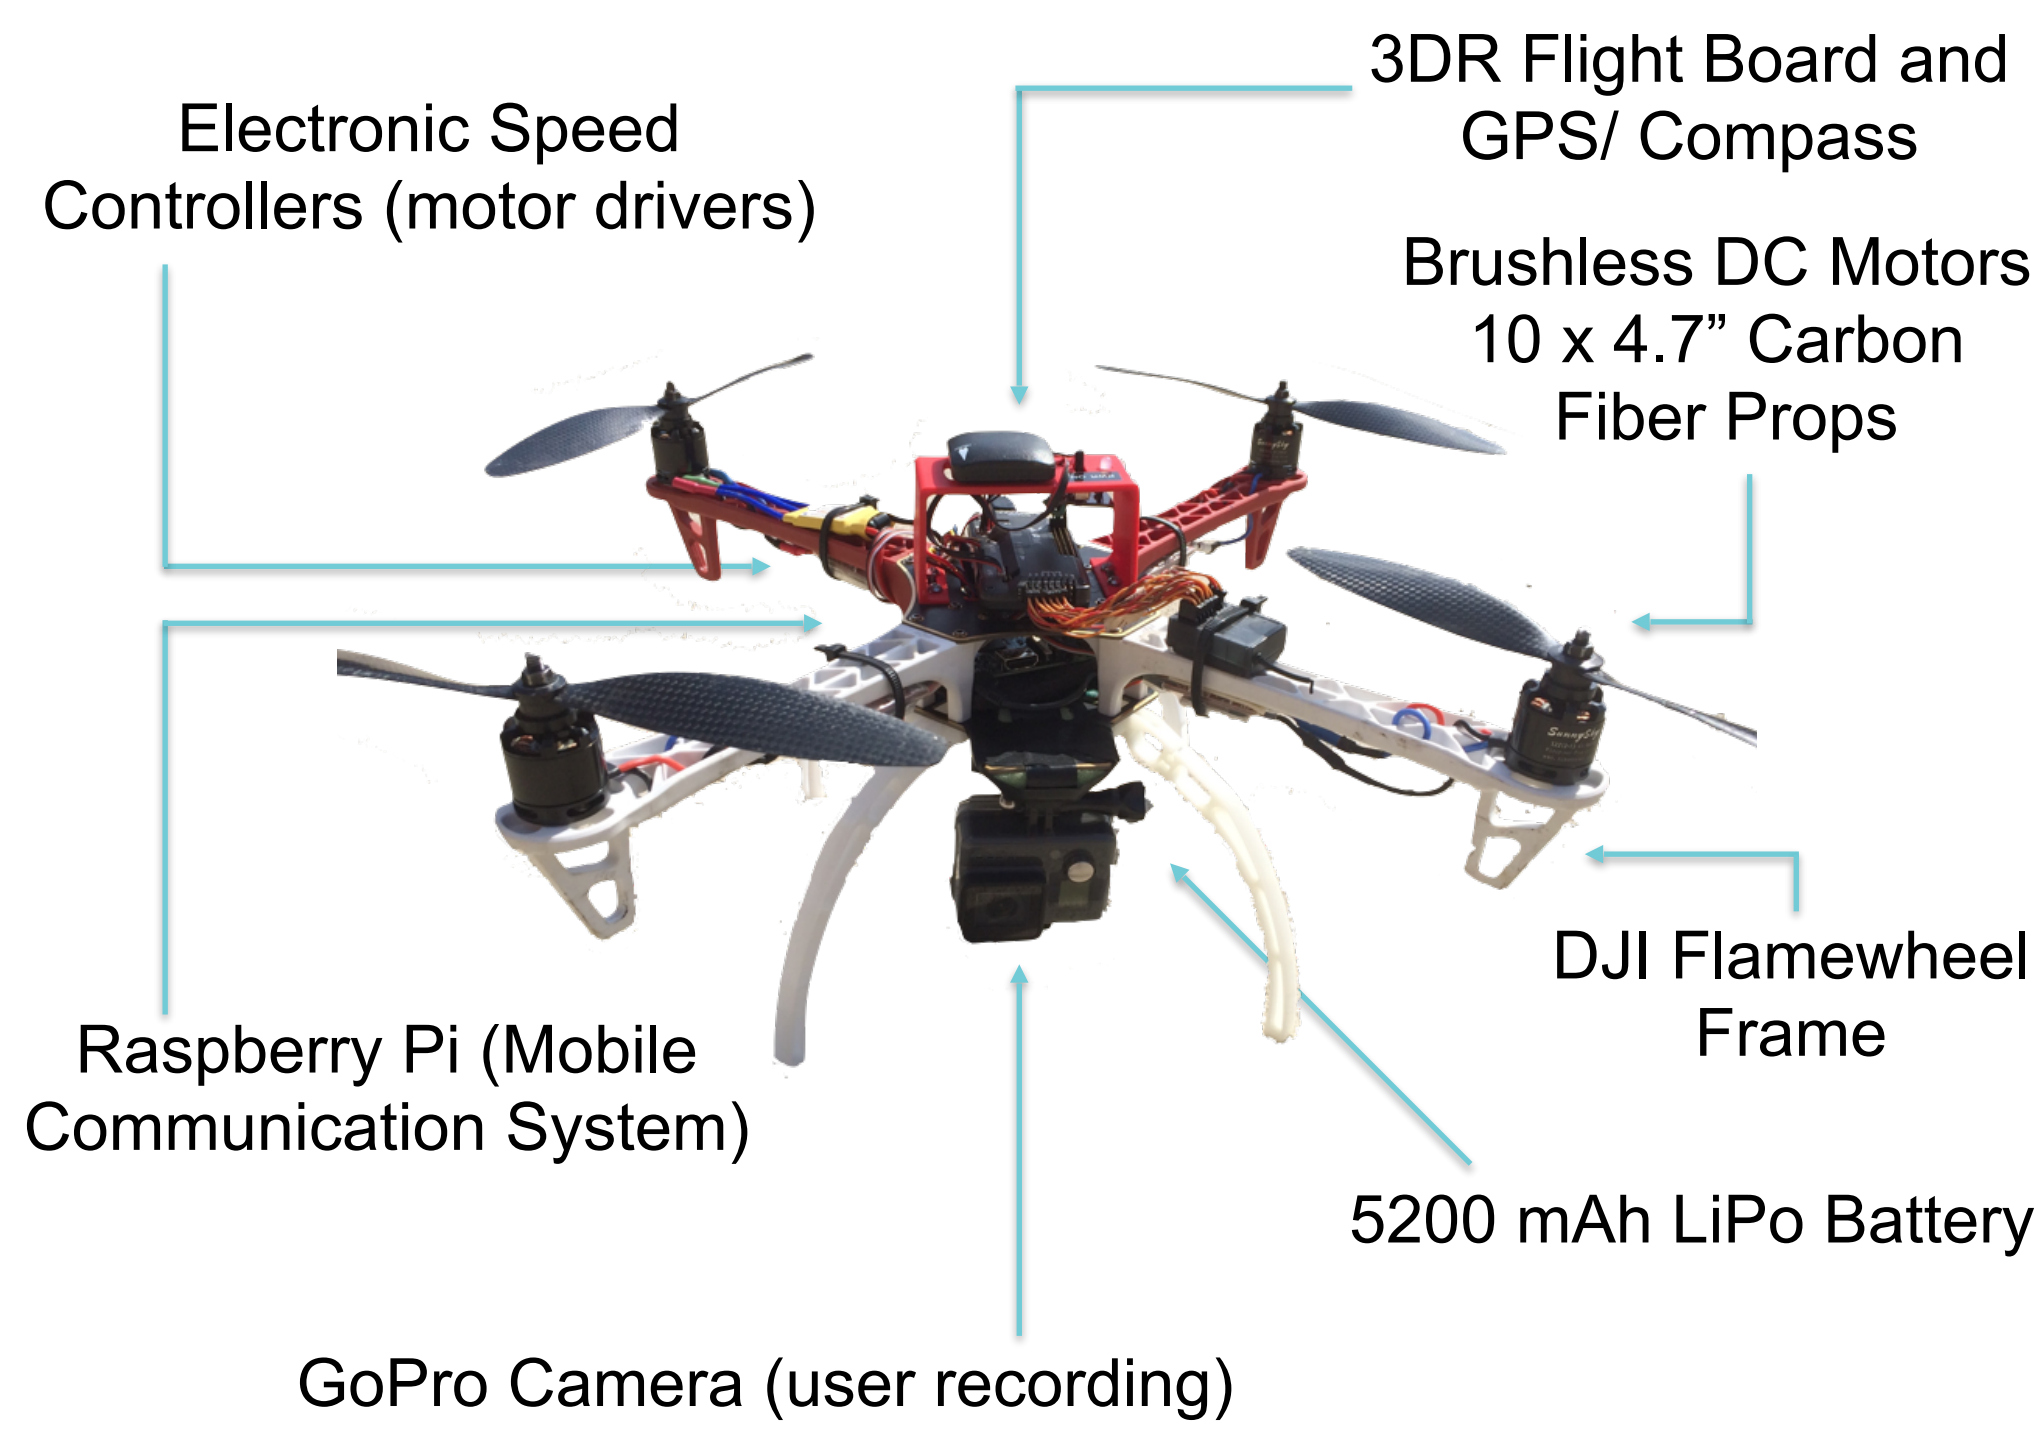 3DR Flight Board and
GPS/ Compass
Electronic Speed
Controllers (motor drivers)
Brushless DC Motors
10 x 4.7” Carbon
Fiber Props
SunnySky
DJI Flamewheel
Frame
Raspberry Pi (Mobile
Communication System)
5200 mAh LiPo Battery
GoPro Camera (user recording)